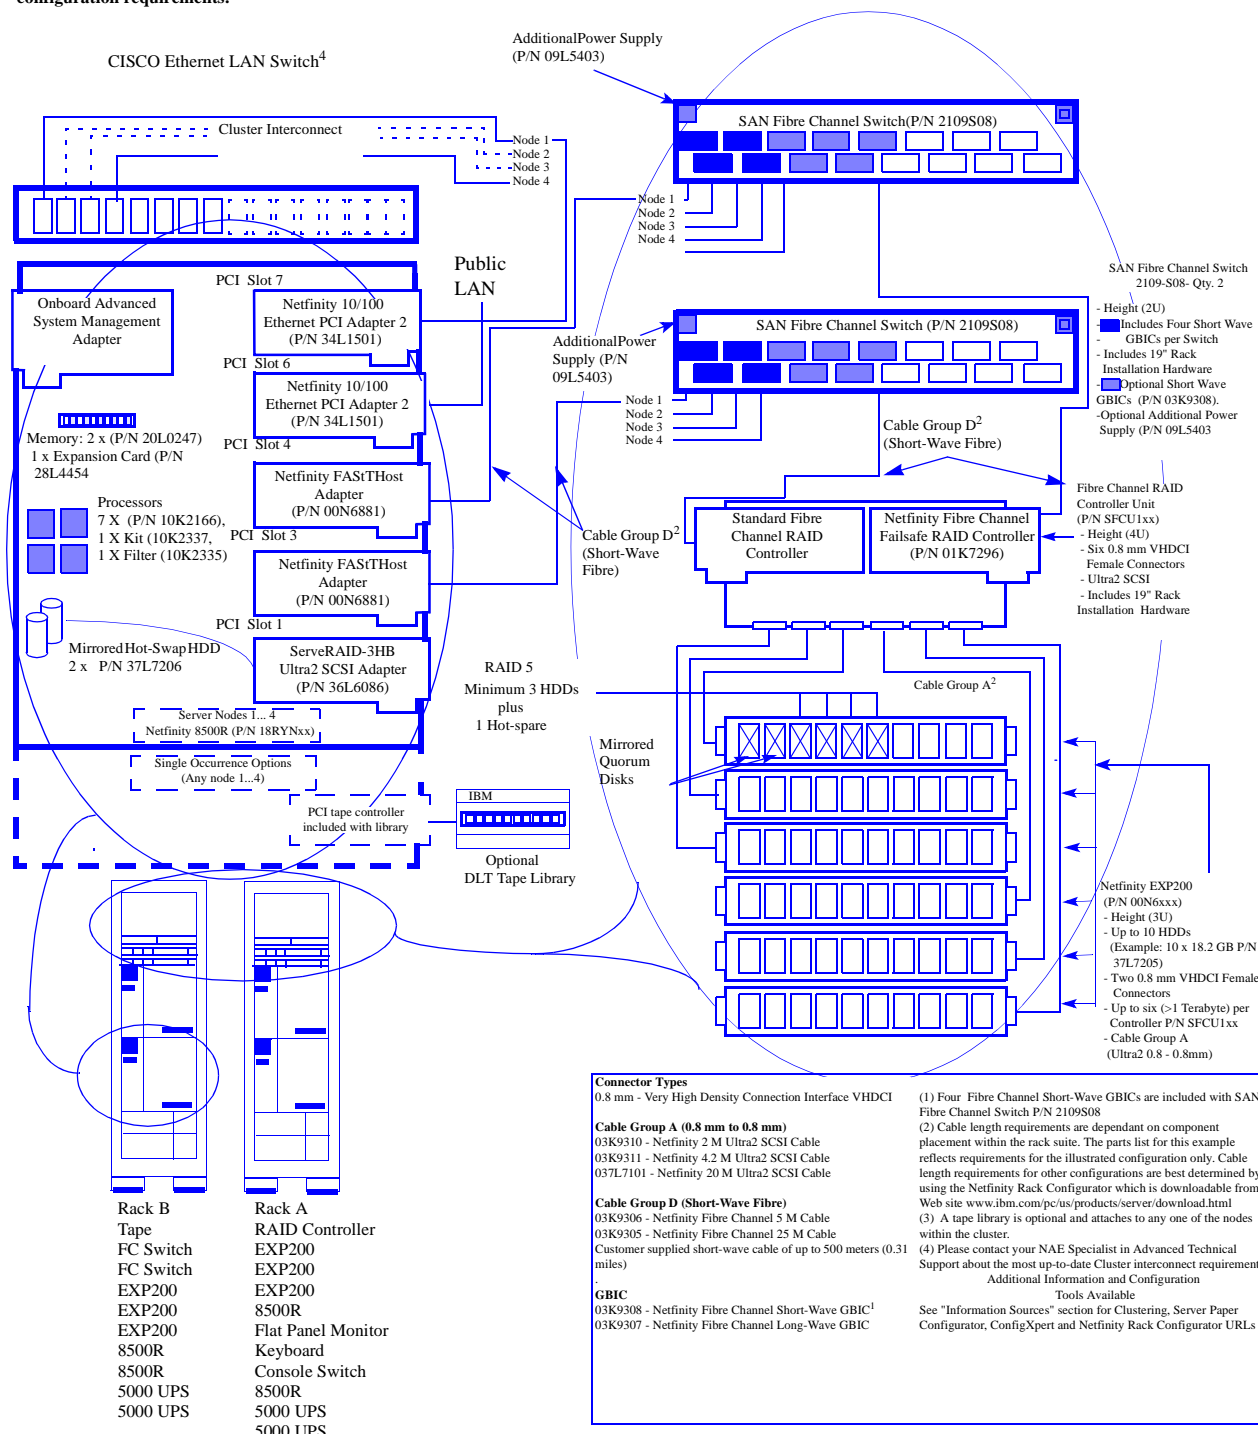 configuration requirements.
CISCO Ethernet LAN Switch4
AdditionalPower Supply
(P/N 09L5403)
Cluster Interconnect
Node 1
Node 2
Node 3
Node 4
SAN Fibre Channel Switch(P/N 2109S08)
Node 1
Node 2
Node 3
Node 4
Public
LAN
PCI Slot 7
Onboard Advanced
System Management
Adapter
Netfinity 10/100
Ethernet PCI Adapter 2
(P/N 34L1501)
PCI Slot 6
Netfinity 10/100
Ethernet PCI Adapter 2
(P/N 34L1501)
PCI Slot 4
Memory: 2 x (P/N 20L0247)
1 x Expansion Card (P/N
28L4454
Netfinity FAStTHost
Adapter
(P/N 00N6881)
Processors
7 X (P/N 10K2166),
1 X Kit (10K2337,
1 X Filter (10K2335)
PCI Slot 3
Netfinity FAStTHost
Adapter
(P/N 00N6881)
PCI Slot 1
Mirrored Hot-Swap HDD
2 x P/N 37L7206
ServeRAID-3HB
Ultra2 SCSI Adapter
(P/N 36L6086)
Server Nodes 1... 4
Netfinity 8500R (P/N 18RYNxx)
Single Occurrence Options
(Any node 1...4)
PCI tape controller
included with library
IBM
Optional
DLT Tape Library
AdditionalPower
Supply (P/N
09L5403)
SAN Fibre Channel Switch (P/N 2109S08)
Node 1
Node 2
Node 3
Node 4
Cable Group D2
(Short-Wave Fibre)
Cable Group D2
(Short-Wave
Fibre)
SAN Fibre Channel Switch
2109-S08- Qty. 2
- Height (2U)
- Includes Four Short Wave
- GBICs per Switch
- Includes 19" Rack
Installation Hardware
- Optional Short Wave
GBICs (P/N 03K9308).
-Optional Additional Power
Supply (P/N 09L5403
Standard Fibre
Channel RAID
Controller
Netfinity Fibre Channel
Failsafe RAID Controller
(P/N 01K7296)
Fibre Channel RAID
Controller Unit
(P/N SFCU1xx)
- Height (4U)
- Six 0.8 mm VHDCI
Female Connectors
- Ultra2 SCSI
- Includes 19" Rack
Installation Hardware
RAID 5
Minimum 3 HDDs
plus
1 Hot-spare
Cable Group A2
Mirrored
Quorum
Disks
Netfinity EXP200
(P/N 00N6xxx)
- Height (3U)
- Up to 10 HDDs
(Example: 10 x 18.2 GB P/N
37L7205)
- Two 0.8 mm VHDCI Female
Connectors
- Up to six (>1 Terabyte) per
Controller P/N SFCU1xx
- Cable Group A
(Ultra2 0.8 - 0.8mm)
Rack B
Tape
FC Switch
FC Switch
EXP200
EXP200
EXP200
8500R
8500R
5000 UPS
5000 UPS
Rack A
RAID Controller
EXP200
EXP200
EXP200
8500R
Flat Panel Monitor
Keyboard
Console Switch
8500R
5000 UPS
5000 UPS
Connector Types
0.8 mm - Very High Density Connection Interface VHDCI
Cable Group A (0.8 mm to 0.8 mm)
03K9310 - Netfinity 2 M Ultra2 SCSI Cable
03K9311 - Netfinity 4.2 M Ultra2 SCSI Cable
037L7101 - Netfinity 20 M Ultra2 SCSI Cable
Cable Group D (Short-Wave Fibre)
03K9306 - Netfinity Fibre Channel 5 M Cable
03K9305 - Netfinity Fibre Channel 25 M Cable
Customer supplied short-wave cable of up to 500 meters (0.31
miles)
.
GBIC
03K9308 - Netfinity Fibre Channel Short-Wave GBIC1
03K9307 - Netfinity Fibre Channel Long-Wave GBIC
(1) Four Fibre Channel Short-Wave GBICs are included with SAN
Fibre Channel Switch P/N 2109S08
(2) Cable length requirements are dependant on component
placement within the rack suite. The parts list for this example
reflects requirements for the illustrated configuration only. Cable
length requirements for other configurations are best determined by
using the Netfinity Rack Configurator which is downloadable from
Web site www.ibm.com/pc/us/products/server/download.html
(3) A tape library is optional and attaches to any one of the nodes
within the cluster.
(4) Please contact your NAE Specialist in Advanced Technical
Support about the most up-to-date Cluster interconnect requirement
Additional Information and Configuration
Tools Available
See "Information Sources" section for Clustering, Server Paper
Configurator, ConfigXpert and Netfinity Rack Configurator URLs